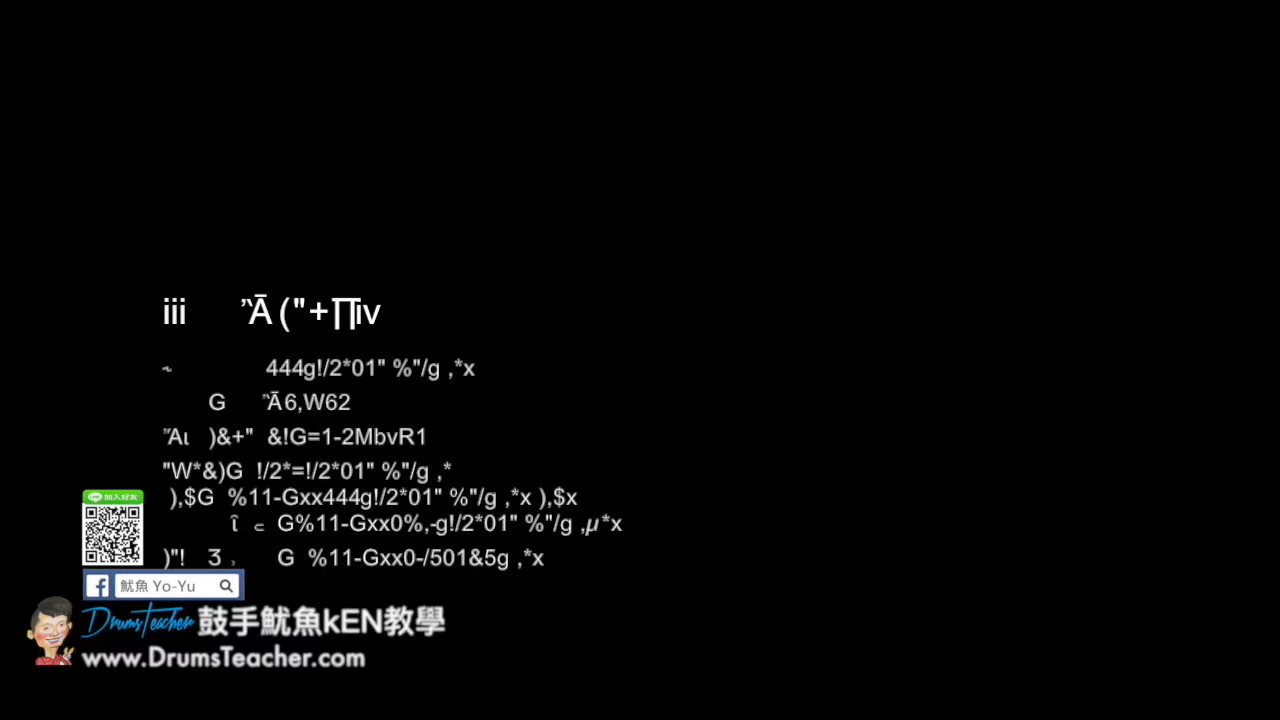 iii ˜Ā ("+∏iv
~ 444g!/2*01" %"/g ,*x
G ˜Ā6,W62
˜Aι )&+" &!G=1-2MbvR1
"W*&)G !/2*=!/2*01" %"/g ,*
),$G %11-Gxx444g!/2*01" %"/g ,*x ),$x
î ⊂ G%11-Gxx0%,-g!/2*01" %"/g ,µ*x
)"! 3 , G %11-Gxx0-/501&5g ,*x
加入好友
魷魚 Yo-Yu
DrumsTeacher 鼓手魷魚kEN教學
www.DrumsTeacher.com